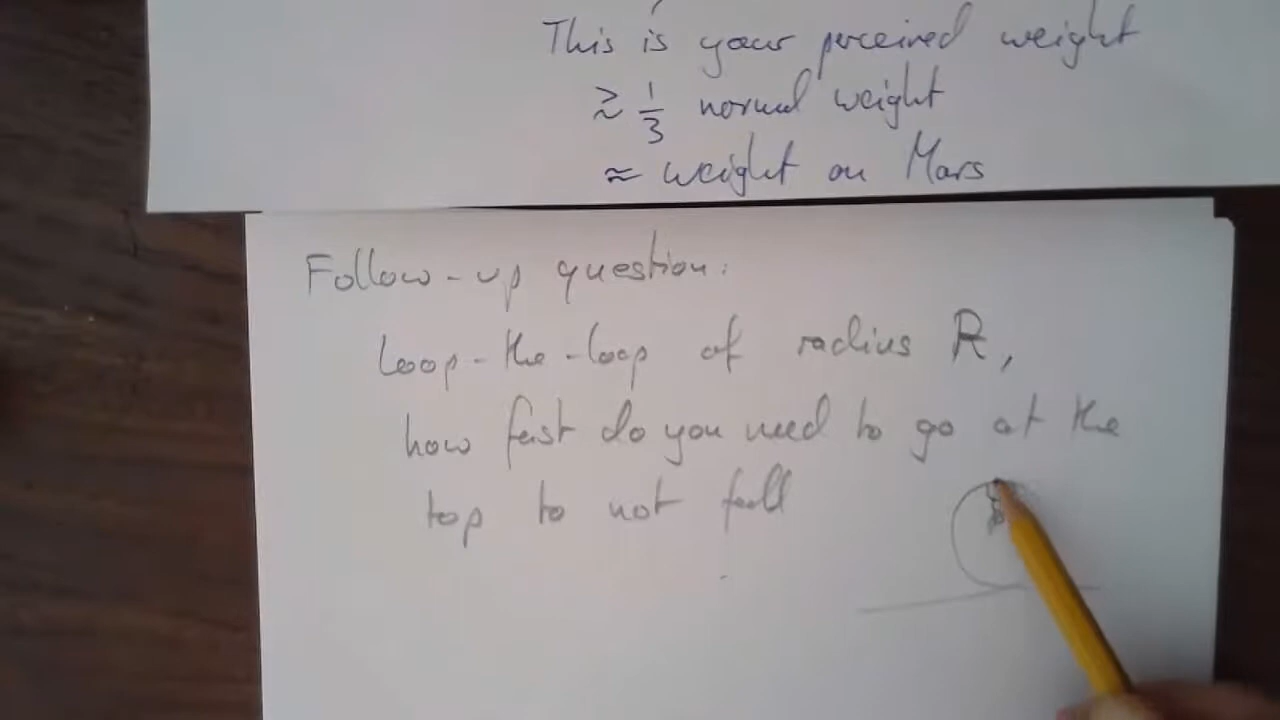 This is your perceived weight
≳ 1/3 normal weight
≈ weight on Mars
Follow-up question:
Loop-the-loop of radius R,
how fast do you need to go at the
top to not fall